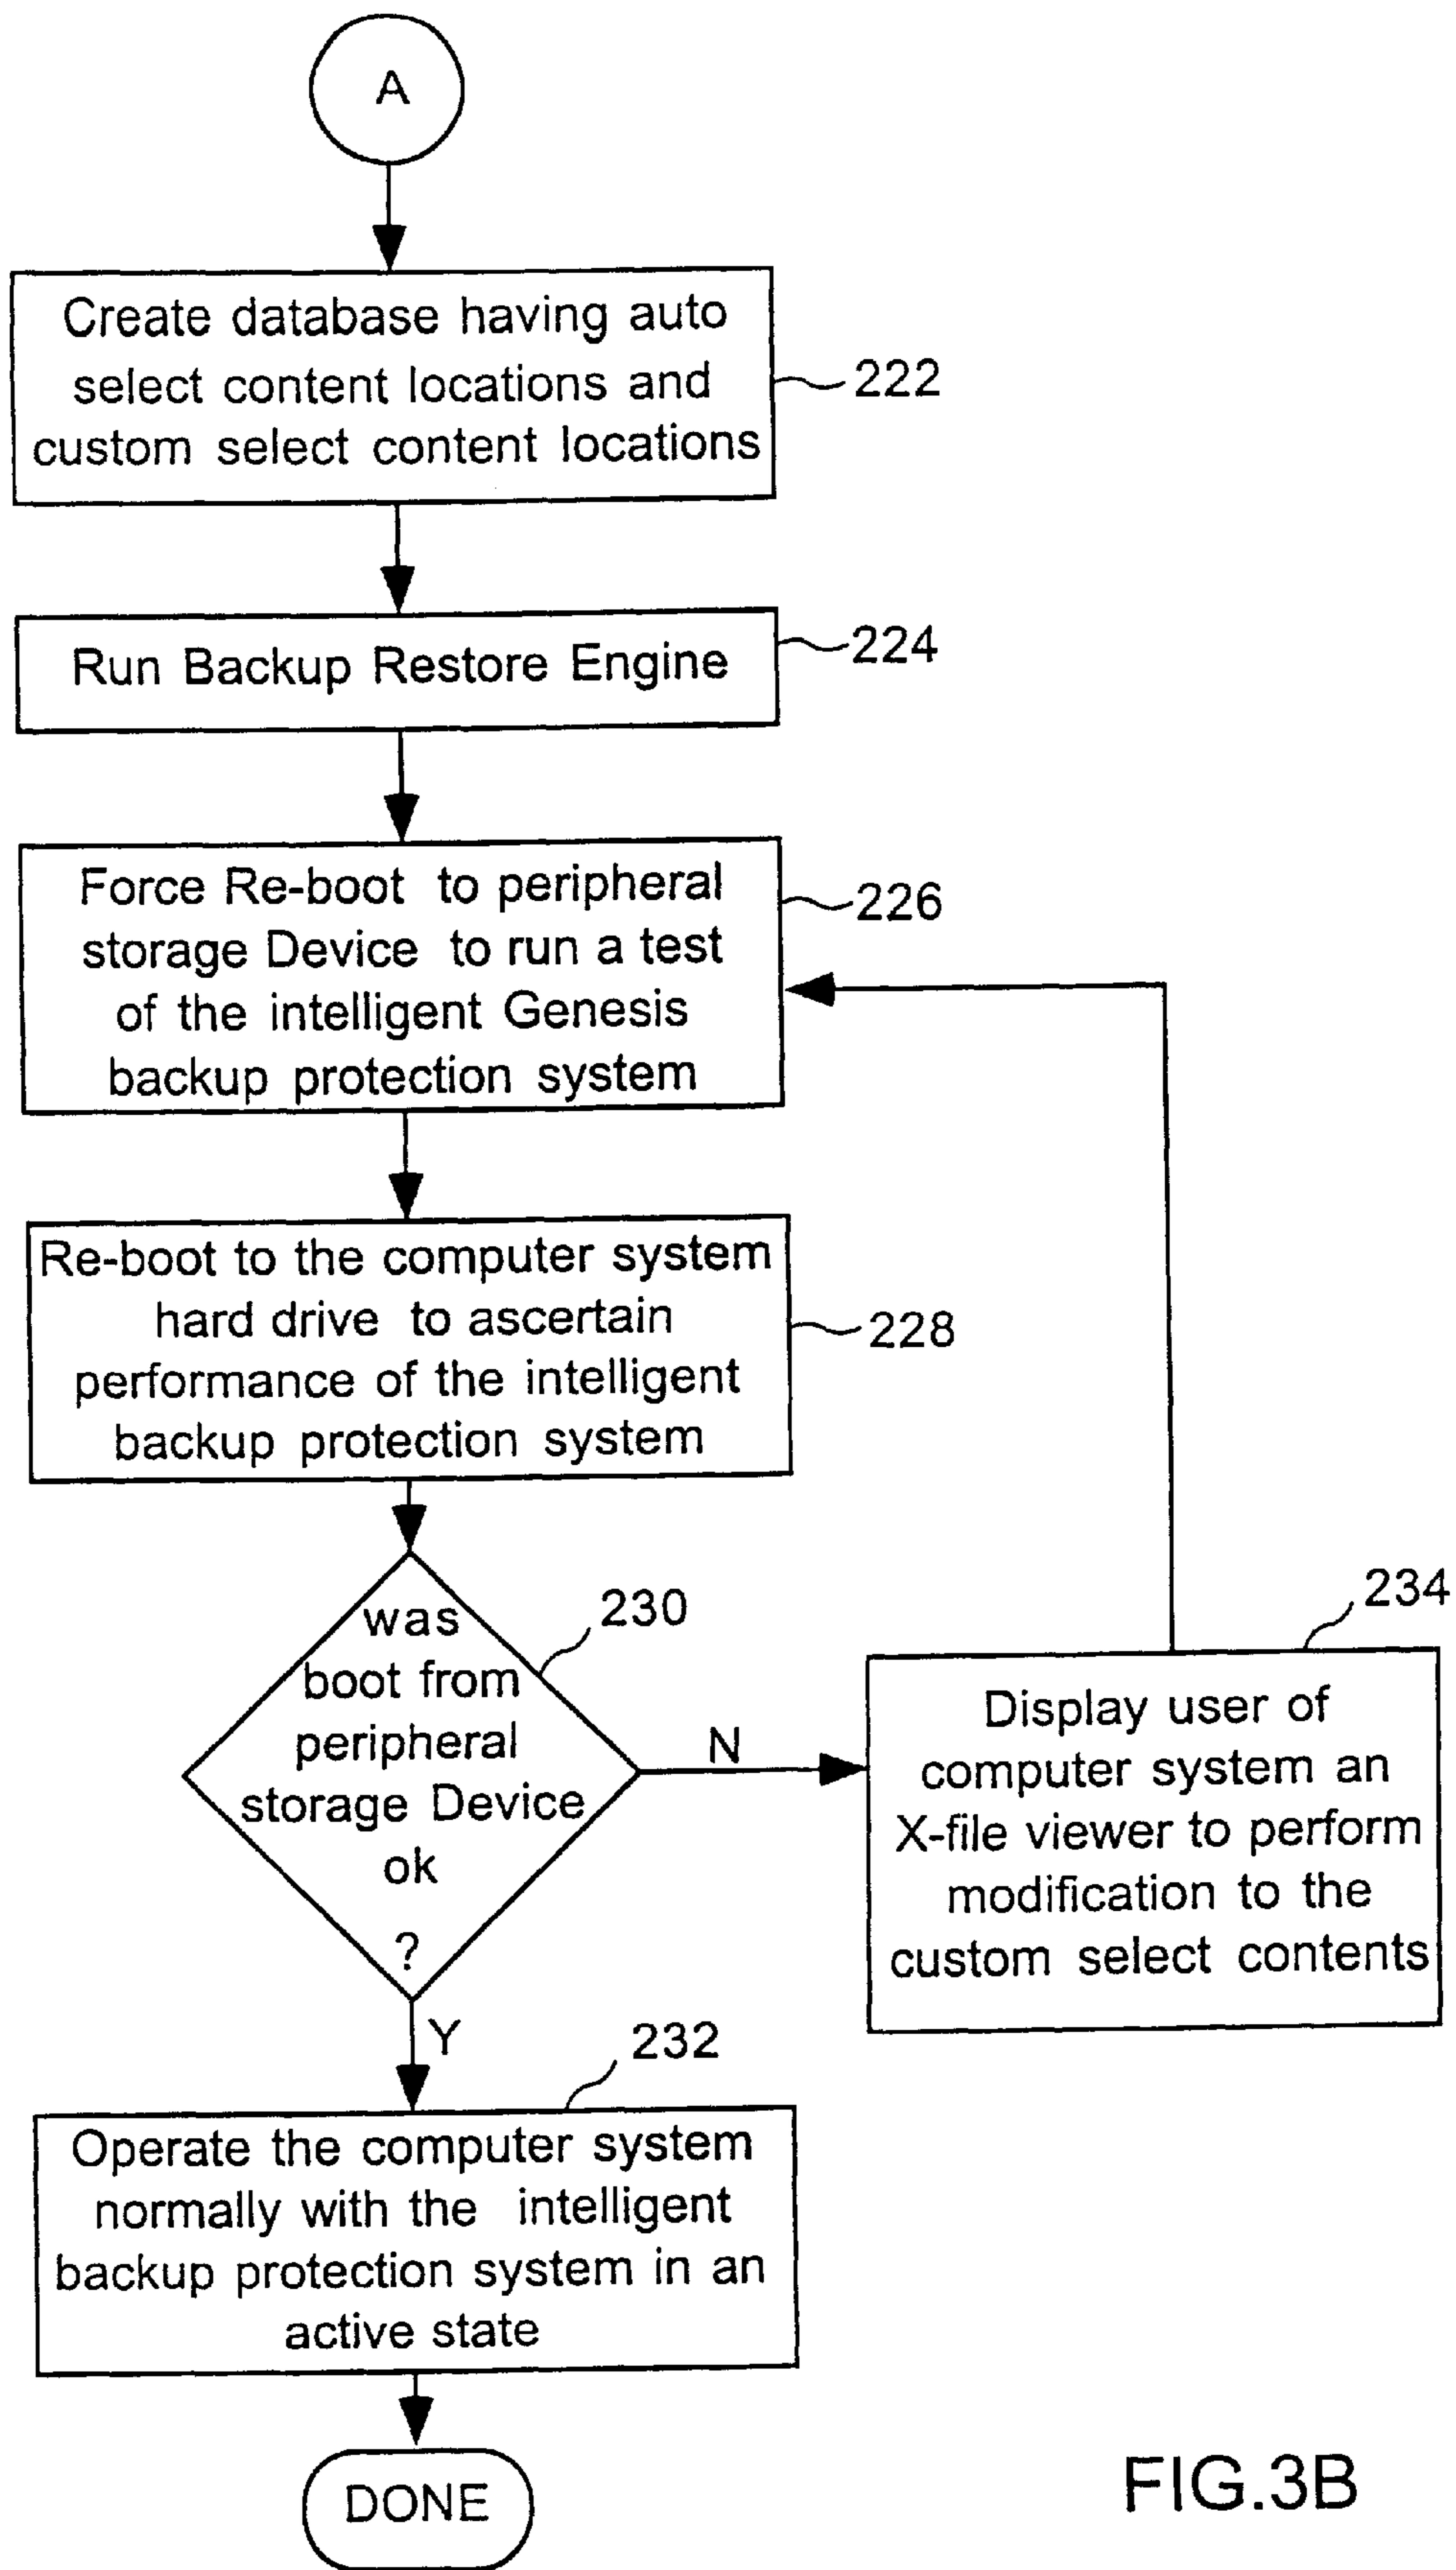 A
Create database having auto
select content locations and
custom select content locations
222
Run Backup Restore Engine
224
Force Re-boot to peripheral
storage Device to run a test
of the intelligent Genesis
backup protection system
226
Re-boot to the computer system
hard drive to ascertain
performance of the intelligent
backup protection system
228
was
boot from
peripheral
storage Device
ok
?
230
N
234
Display user of
computer system an
X-file viewer to perform
modification to the
custom select contents
Y
232
Operate the computer system
normally with the intelligent
backup protection system in an
active state
DONE
FIG.3B